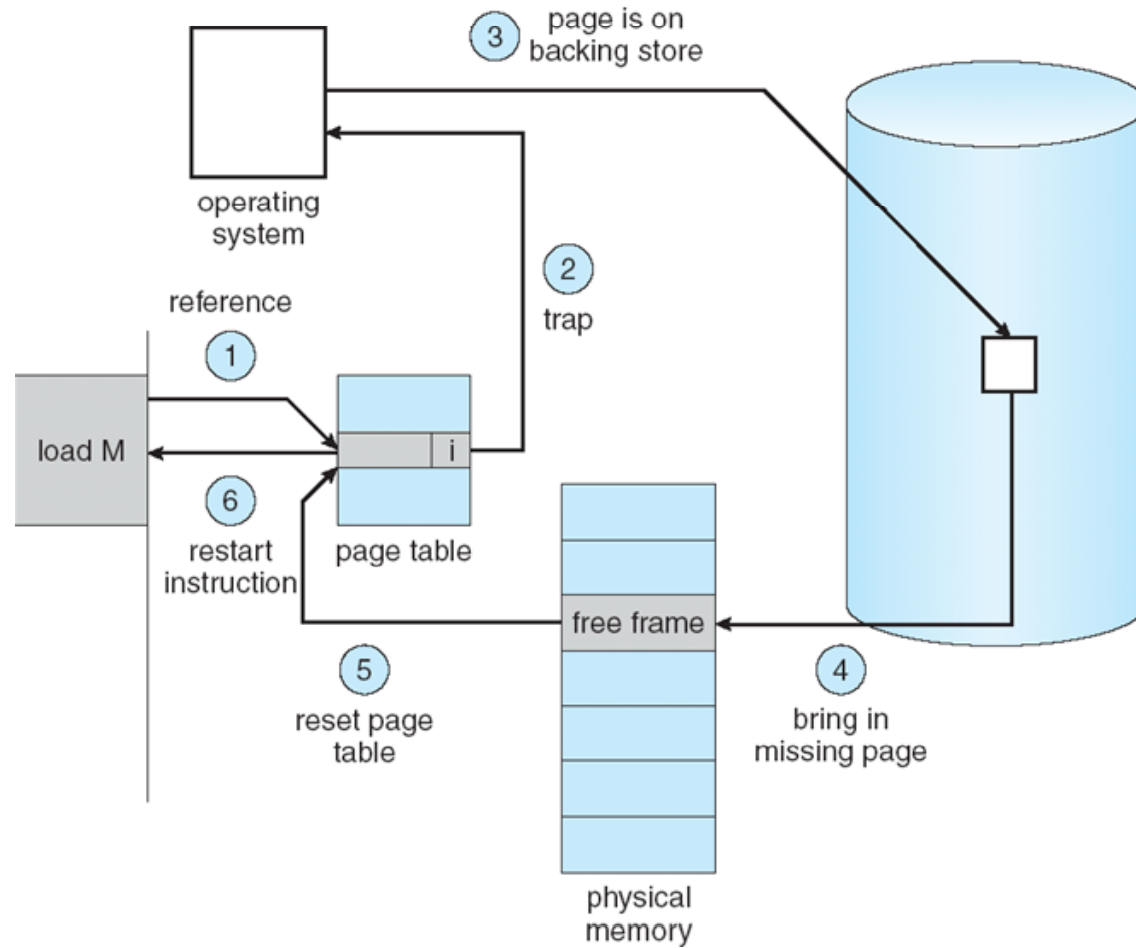 3
page is on
backing store
operating
system
2
trap
reference
1
load M
i
6
restart
instruction
page table
free frame
5
reset page
table
4
bring in
missing page
physical
memory